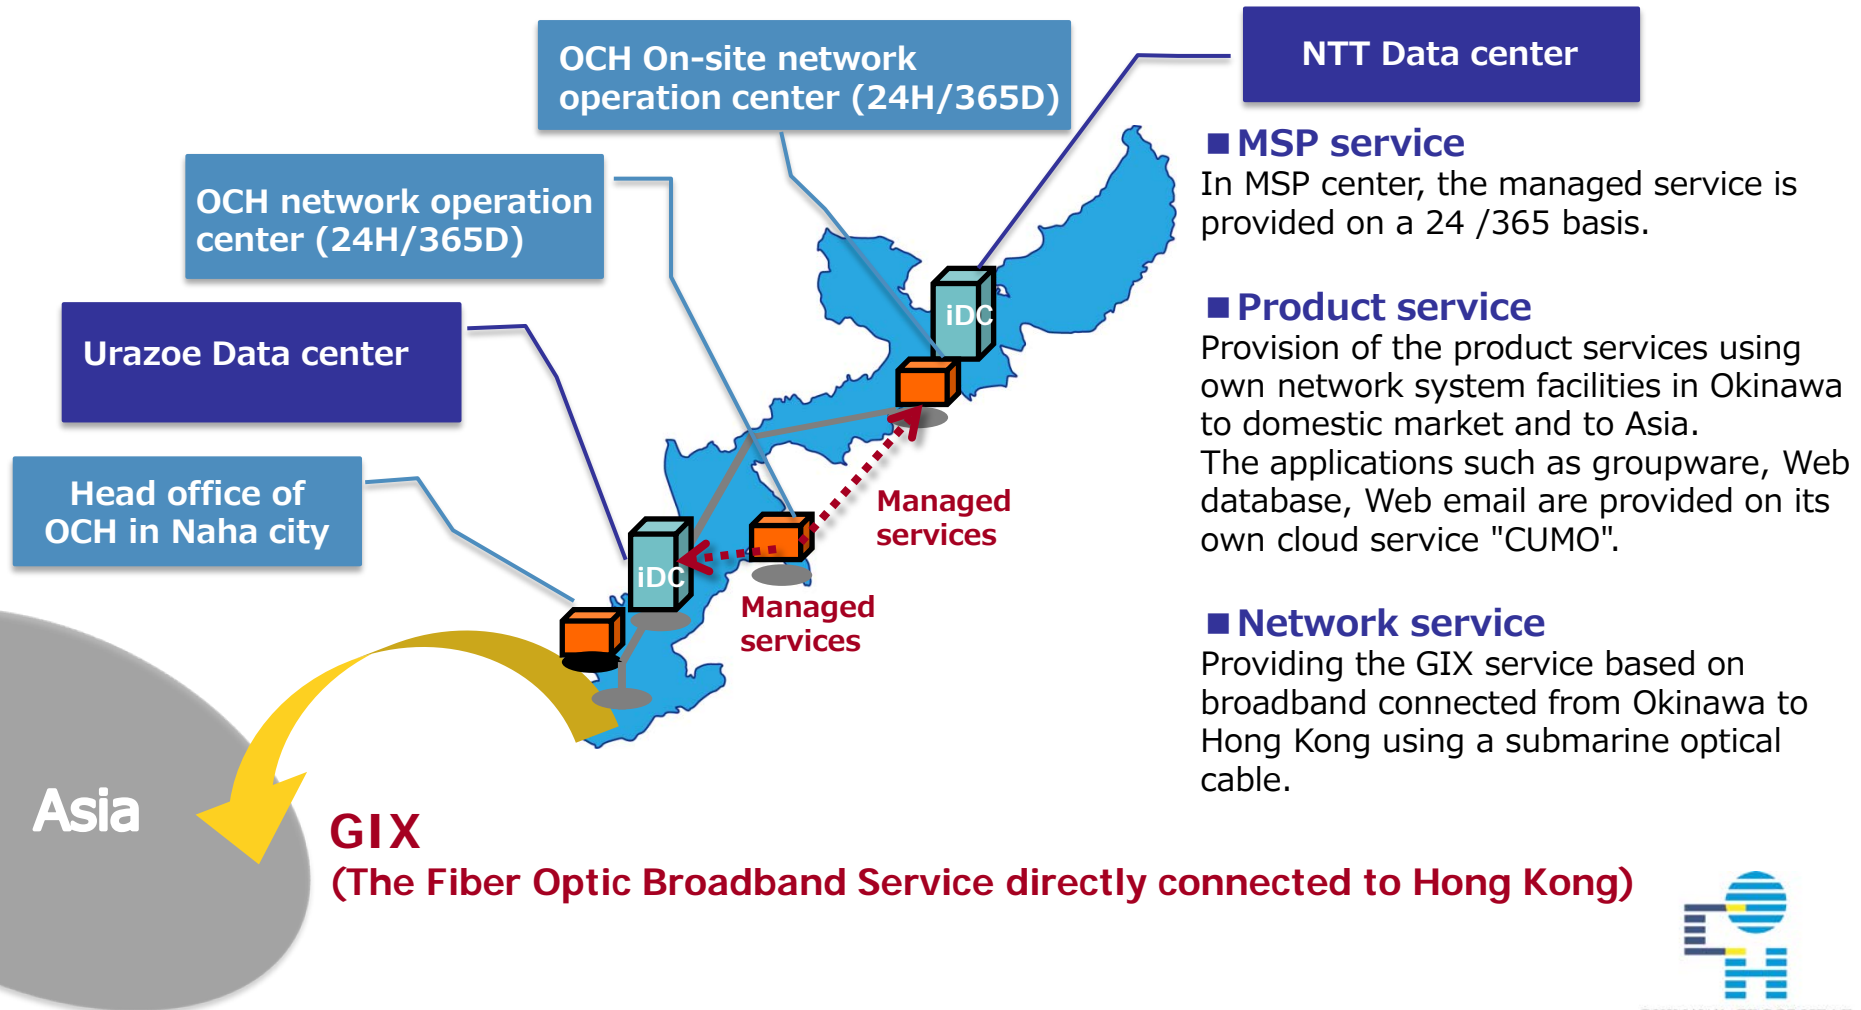 OCH On-site network
operation center (24H/365D)
NTT Data center
OCH network operation
center (24H/365D)
Urazoe Data center
Head office of
OCH in Naha city
iDC
iDC
Managed
services
Managed
services
Asia
GIX
(The Fiber Optic Broadband Service directly connected to Hong Kong)
■MSP service
In MSP center, the managed service is
provided on a 24 /365 basis.
■Product service
Provision of the product services using
own network system facilities in Okinawa
to domestic market and to Asia.
The applications such as groupware, Web
database, Web email are provided on its
own cloud service "CUMO".
■Network service
Providing the GIX service based on
broadband connected from Okinawa to
Hong Kong using a submarine optical
cable.